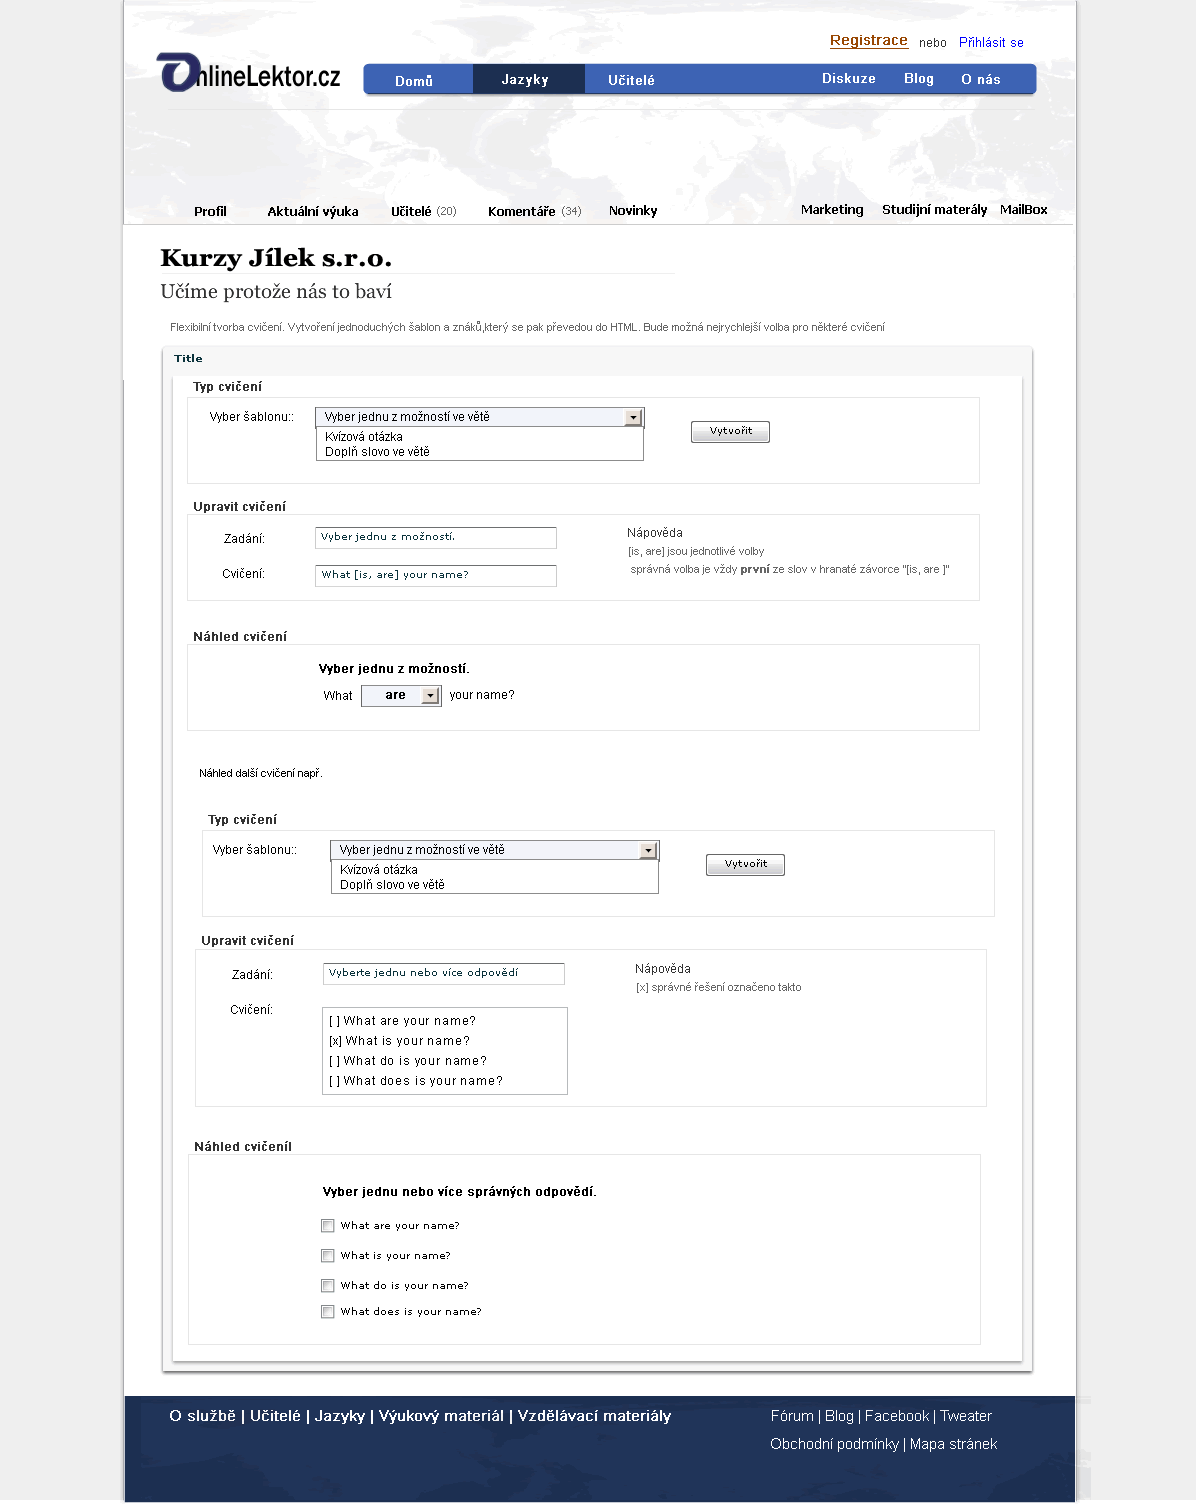 Registrace nebo Přihlásit se
OnlineLektor.cz
Domů Jazyky Učitelé Diskuze Blog O nás
Profil Aktuální výuka Učitelé (20) Komentáře (34) Novinky Marketing Studijní materály MailBox
Kurzy Jílek s.r.o.
Učíme protože nás to baví
Flexibilní tvorba cvičení. Vytvoření jednoduchých šablon a znáků,který se pak převedou do HTML. Bude možná nejrychlejší volba pro některé cvičení
Title
Typ cvičení
Vyber šablonu:: Vyber jednu z možností ve větě
Kvízová otázka
Doplň slovo ve větě
Vytvořit
Upravit cvičení
Zadání: Vyber jednu z možností.
Cvičení: What [is, are] your name?
Nápověda
[is, are] jsou jednotlivé volby
správná volba je vždy první ze slov v hranaté závorce "[is, are ]"
Náhled cvičení
Vyber jednu z možností.
What are your name?
Náhled další cvičení např.
Typ cvičení
Vyber šablonu:: Vyber jednu z možností ve větě
Kvízová otázka
Doplň slovo ve větě
Vytvořit
Upravit cvičení
Zadání: Vyberte jednu nebo více odpovědí
Nápověda
[x] správné řešení označeno takto
Cvičení:
[ ] What are your name?
[x] What is your name?
[ ] What do is your name?
[ ] What does is your name?
Náhled cvičeníl
Vyber jednu nebo více správných odpovědí.
What are your name?
What is your name?
What do is your name?
What does is your name?
O službě | Učitelé | Jazyky | Výukový materiál | Vzdělávací materiály
Fórum | Blog | Facebook | Tweater
Obchodní podmínky | Mapa stránek